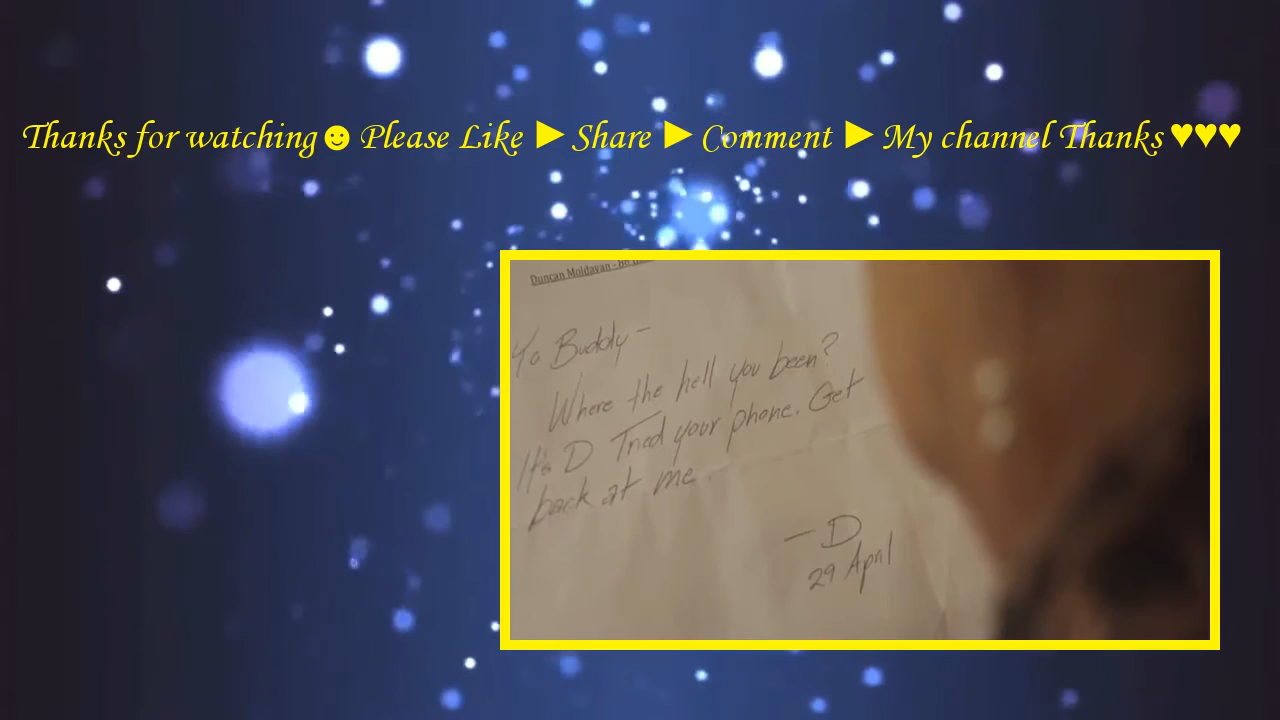 Thanks for watching☻Please Like ► Share ► Comment ► My channel Thanks ♥♥♥
Duncan Moldavan -
Yo Buddy –
Where the hell you been?
It's D Tried your phone. Get
back at me.
– D
29 April